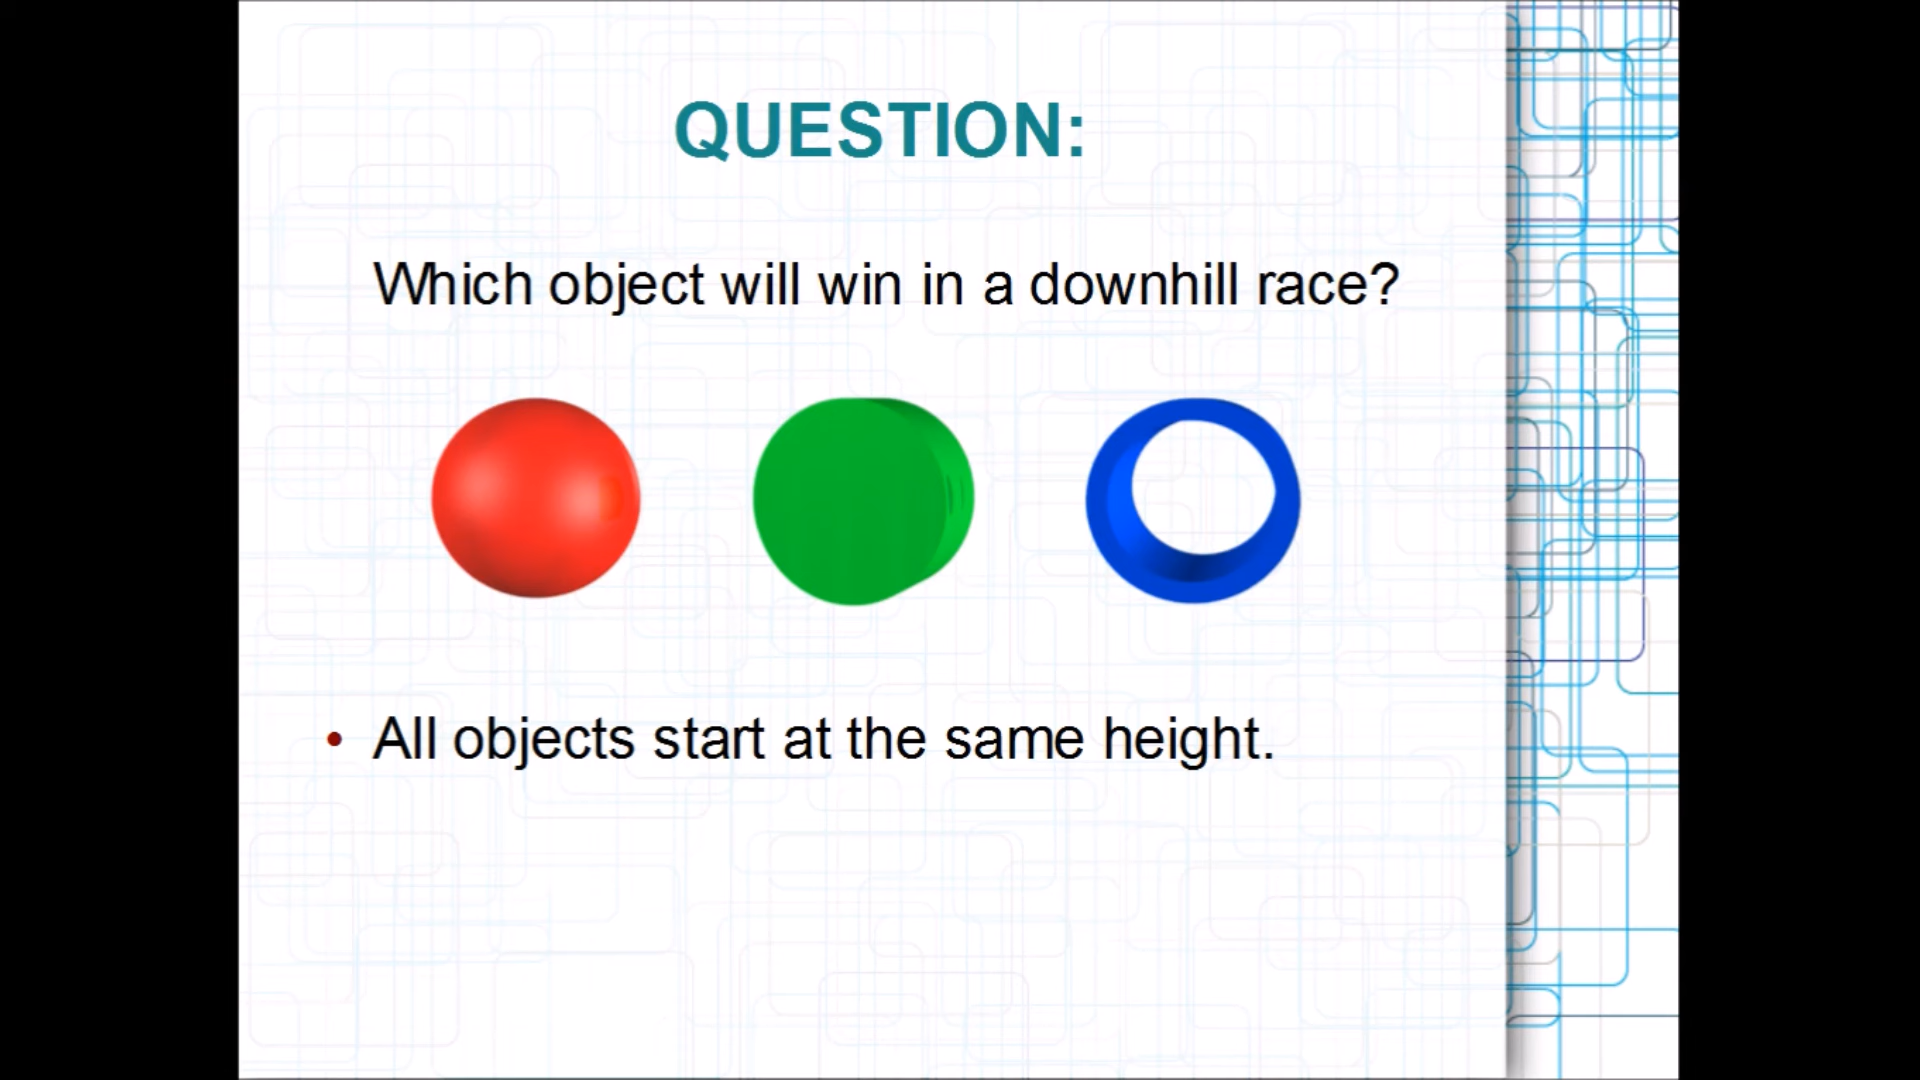 QUESTION:
Which object will win in a downhill race?
• All objects start at the same height.